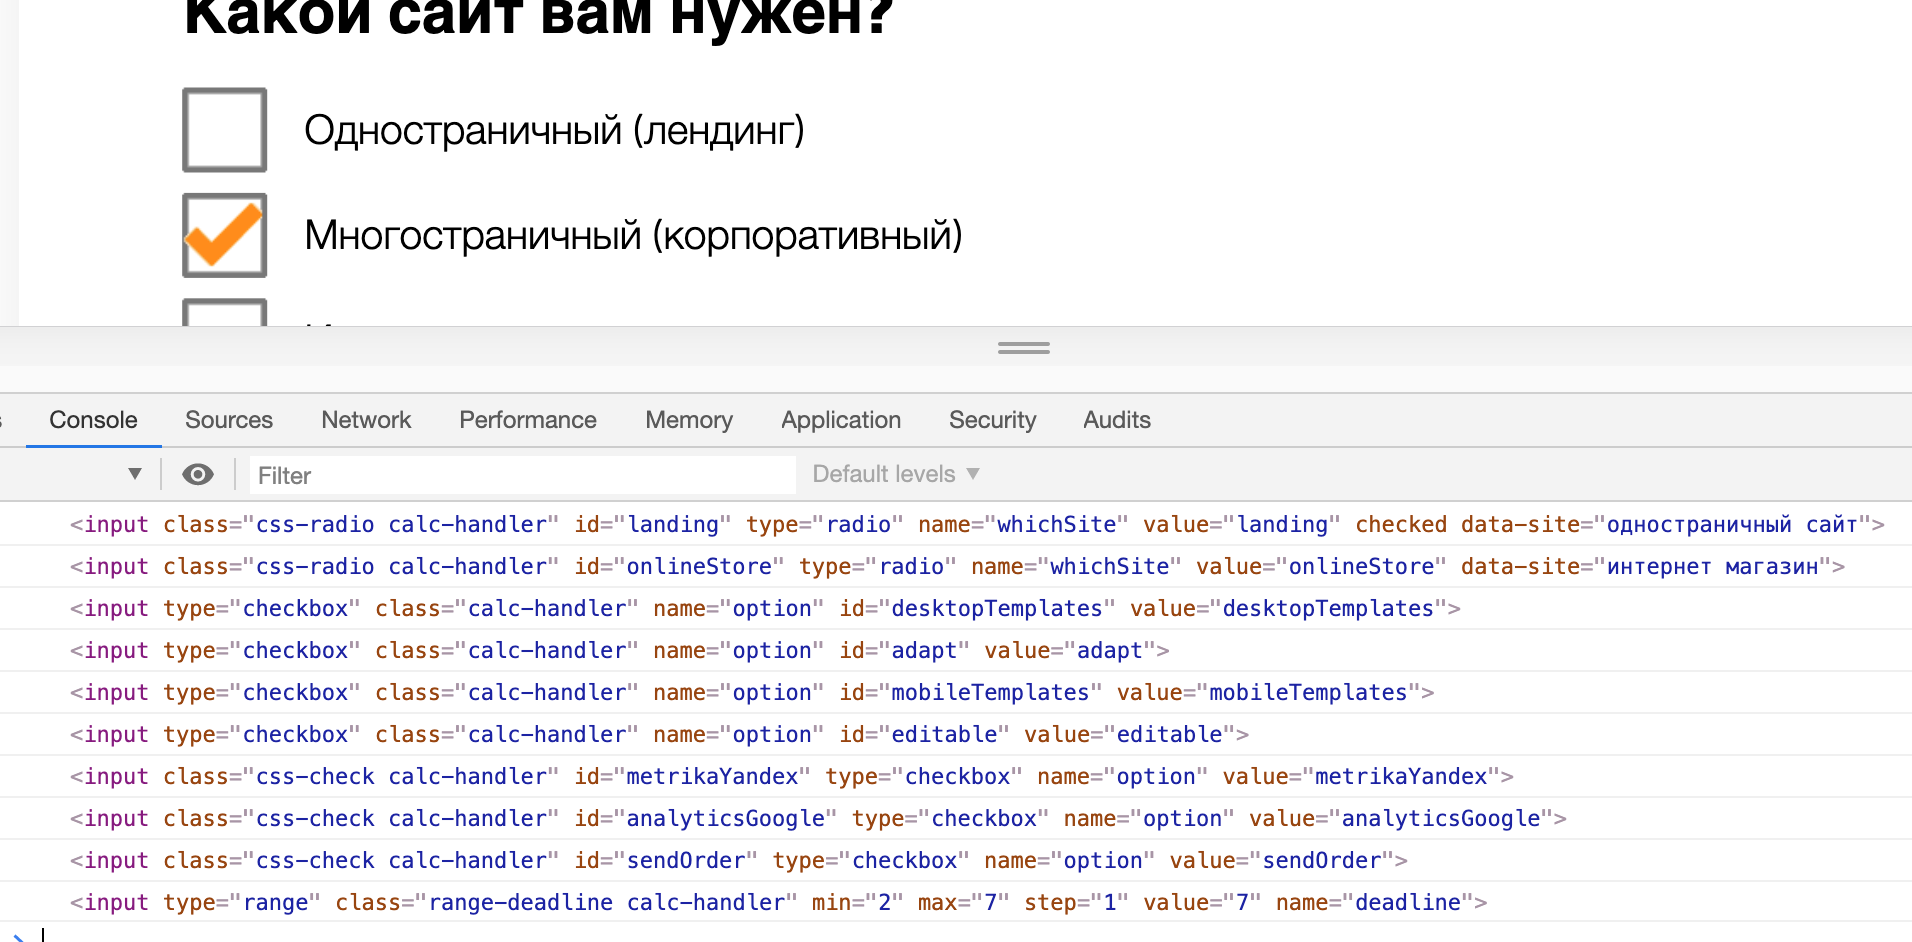 Какой сайт вам нужен?
Одностраничный (лендинг)
Многостраничный (корпоративный)
Console Sources Network Performance Memory Application Security Audits
Filter Default levels ▼
<input class="css-radio calc-handler" id="landing" type="radio" name="whichSite" value="landing" checked data-site="одностраничный сайт">
<input class="css-radio calc-handler" id="onlineStore" type="radio" name="whichSite" value="onlineStore" data-site="интернет магазин">
<input type="checkbox" class="calc-handler" name="option" id="desktopTemplates" value="desktopTemplates">
<input type="checkbox" class="calc-handler" name="option" id="adapt" value="adapt">
<input type="checkbox" class="calc-handler" name="option" id="mobileTemplates" value="mobileTemplates">
<input type="checkbox" class="calc-handler" name="option" id="editable" value="editable">
<input class="css-check calc-handler" id="metrikaYandex" type="checkbox" name="option" value="metrikaYandex">
<input class="css-check calc-handler" id="analyticsGoogle" type="checkbox" name="option" value="analyticsGoogle">
<input class="css-check calc-handler" id="sendOrder" type="checkbox" name="option" value="sendOrder">
<input type="range" class="range-deadline calc-handler" min="2" max="7" step="1" value="7" name="deadline">